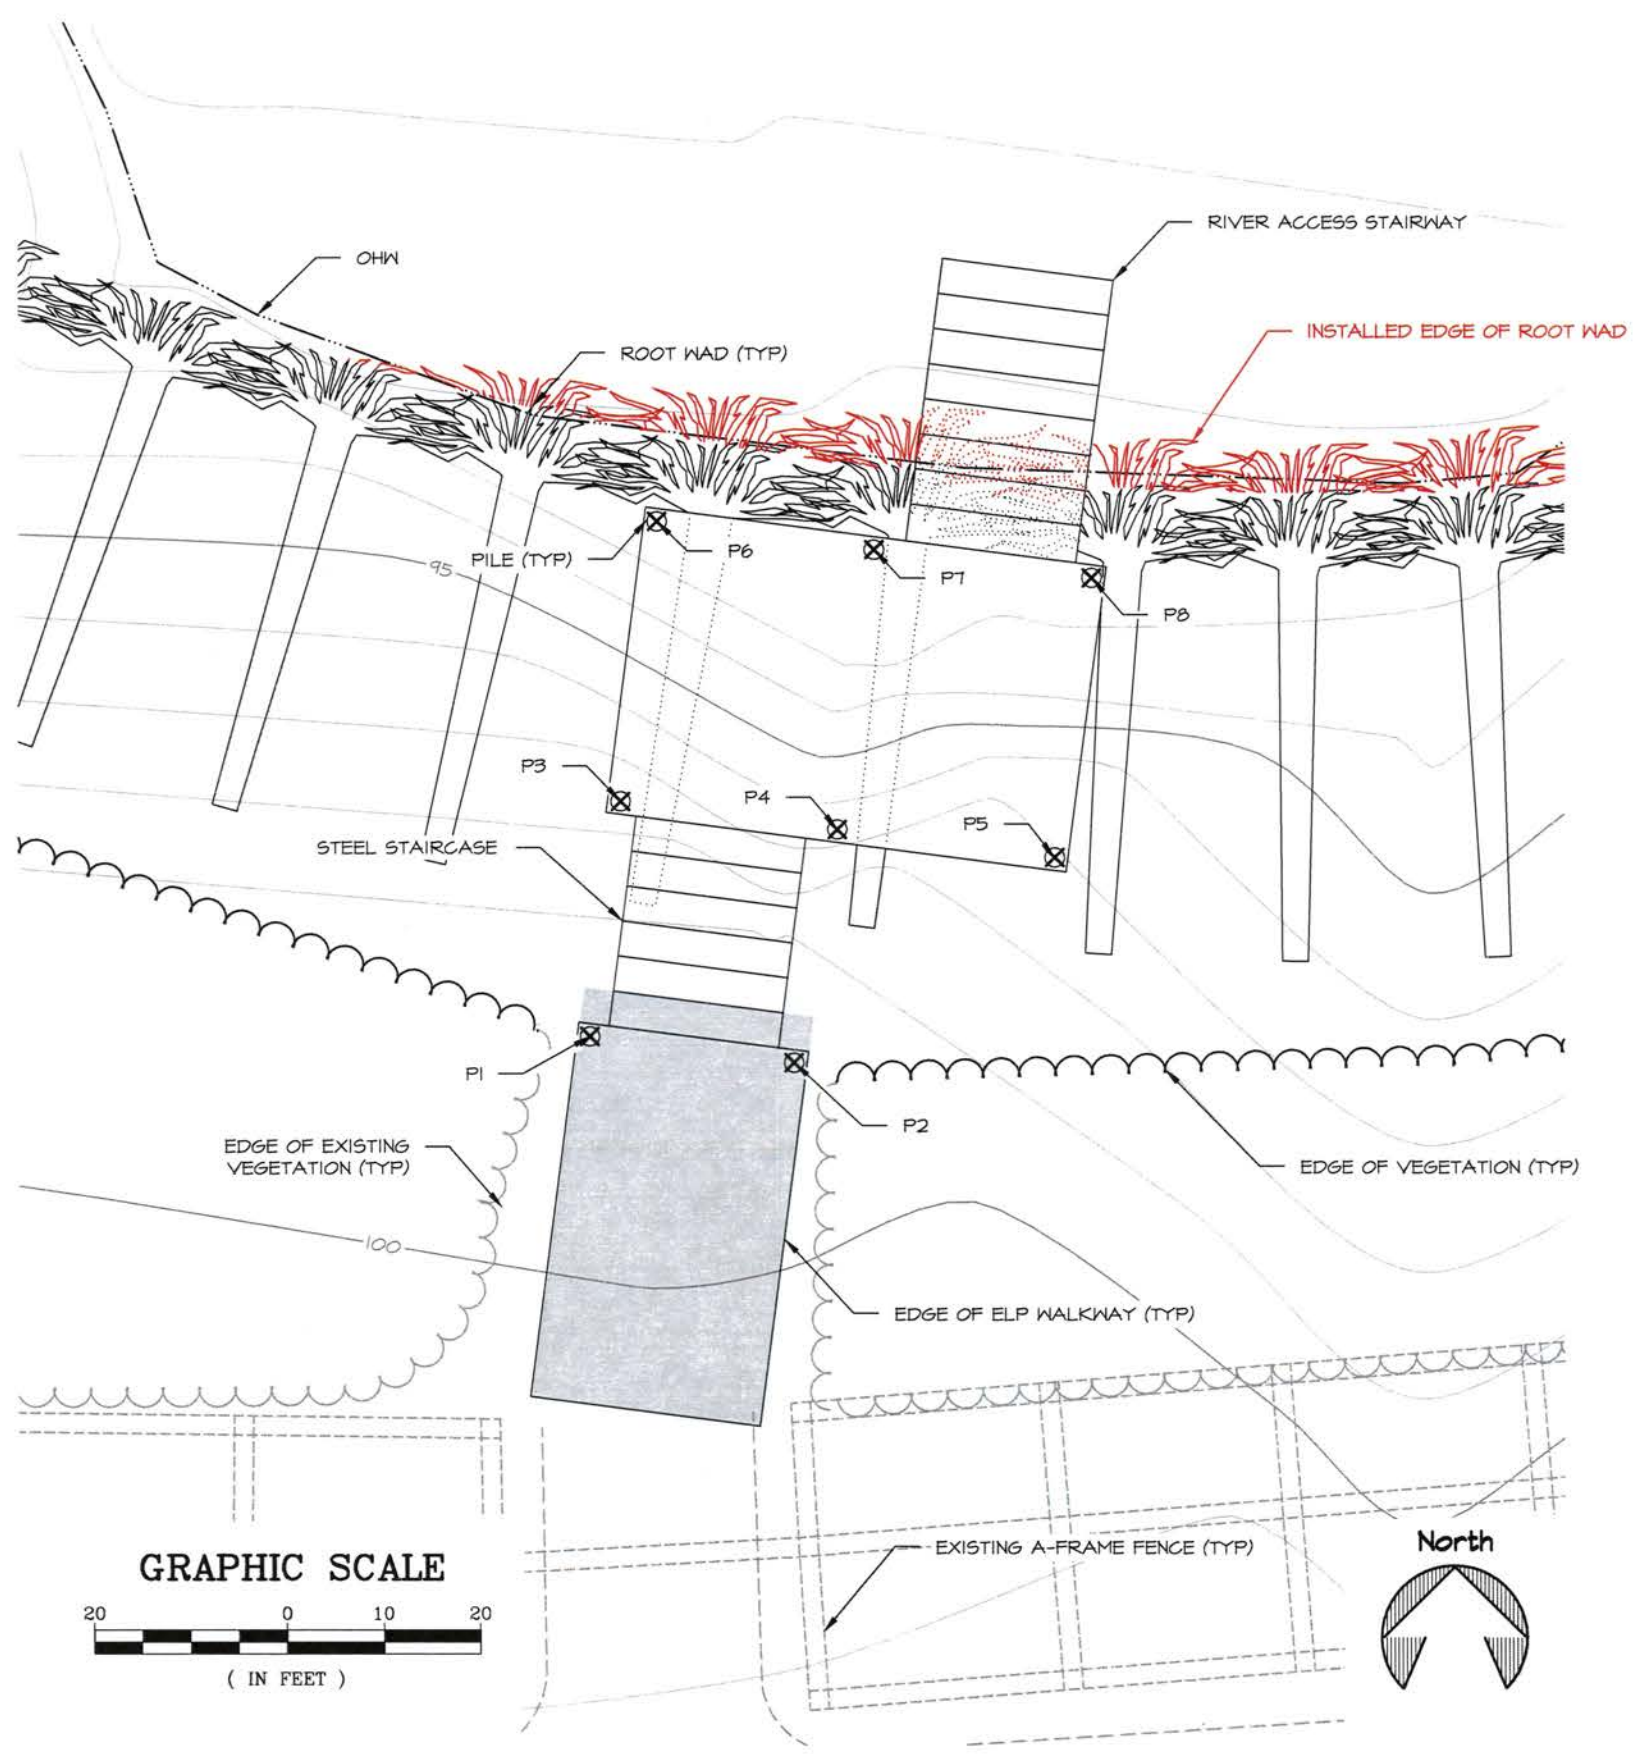 RIVER ACCESS STAIRWAY
OHW
INSTALLED EDGE OF ROOT WAD
ROOT WAD (TYP)
PILE (TYP)
P6
95
P7
P8
P3
P4
P5
STEEL STAIRCASE
P1
P2
EDGE OF EXISTING
VEGETATION (TYP)
EDGE OF VEGETATION (TYP)
100
EDGE OF ELP WALKWAY (TYP)
EXISTING A-FRAME FENCE (TYP)
North
GRAPHIC SCALE
20 0 10 20
( IN FEET )